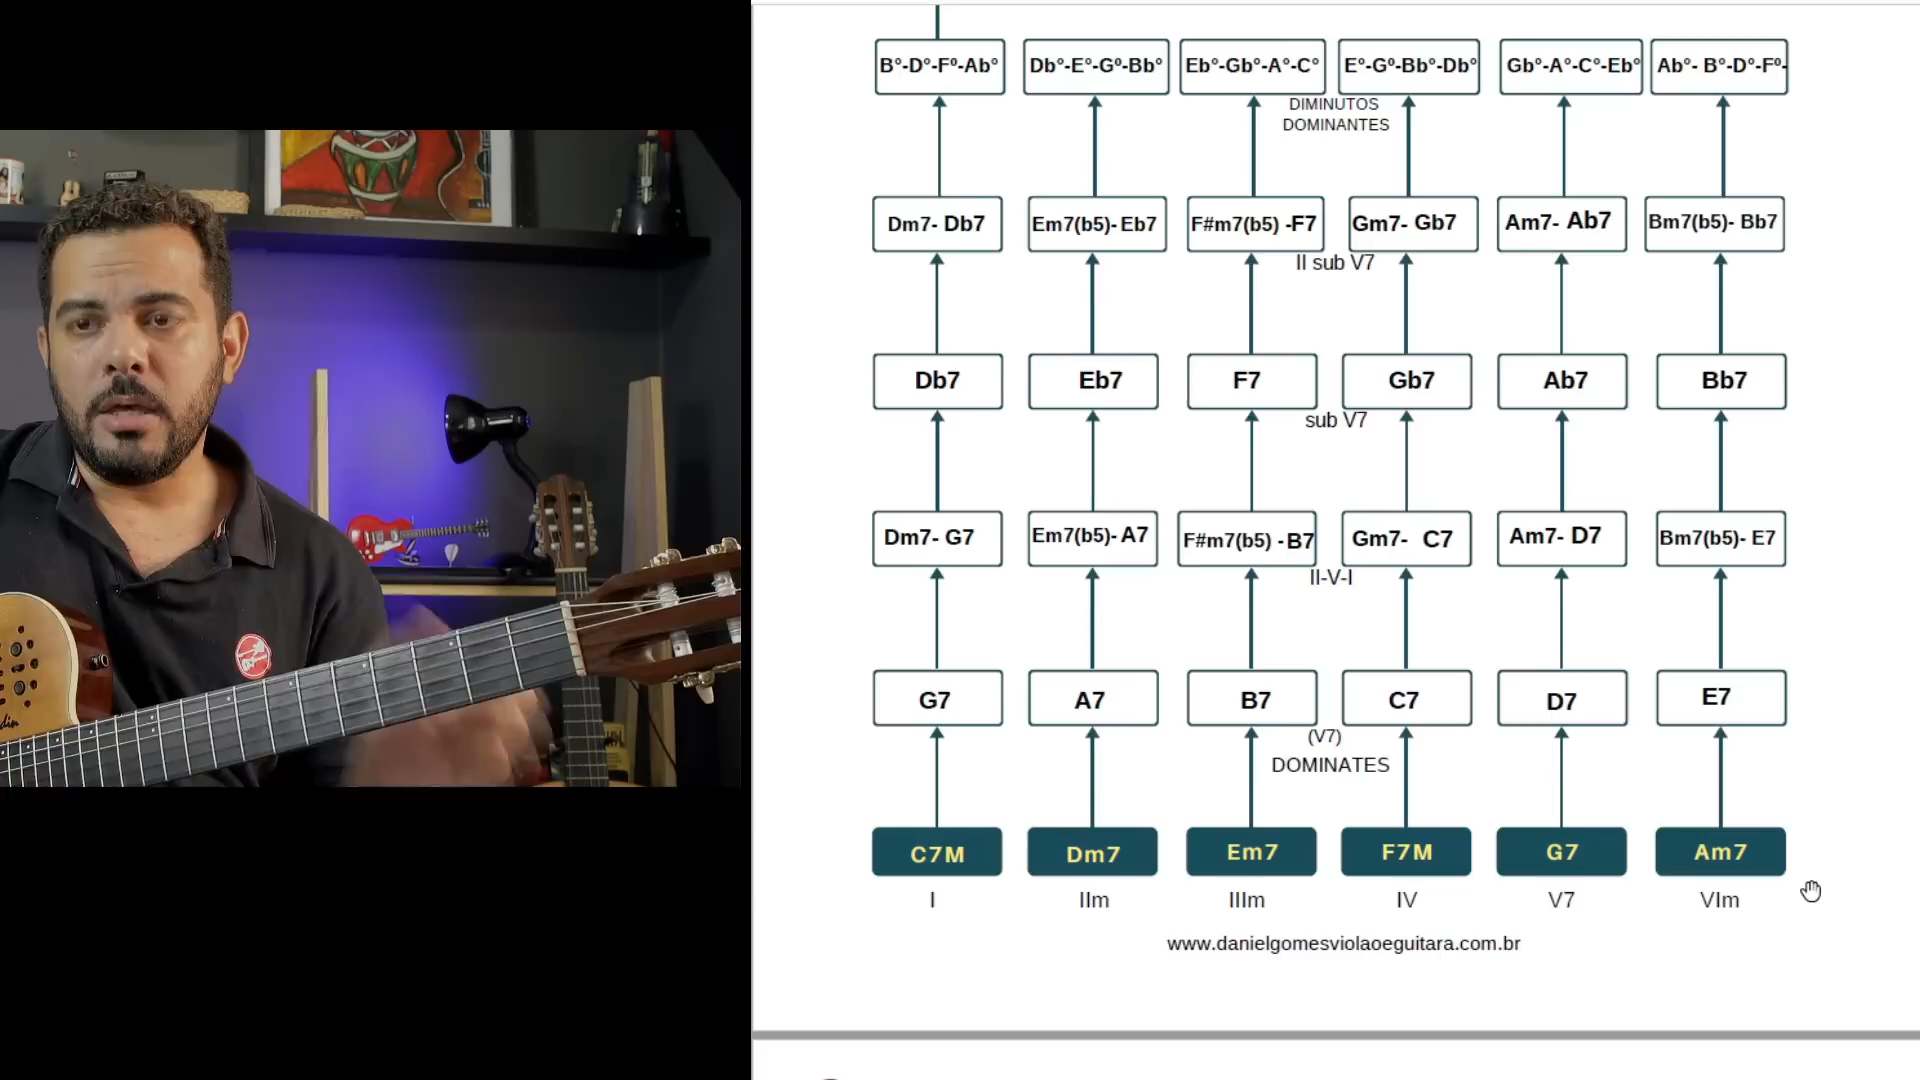 B°-D°-Fº-Ab° Db°-E°-Gº-Bb° Eb°-Gb°-A°-C° E°-Gº-Bb°-Db° Gb°-A°-C°-Eb° Ab°- B°-D°-Fº-
DIMINUTOS
DOMINANTES
Dm7- Db7 Em7(b5)- Eb7 F#m7(b5) -F7 Gm7- Gb7 Am7- Ab7 Bm7(b5)- Bb7
II sub V7
Db7 Eb7 F7 Gb7 Ab7 Bb7
sub V7
Dm7- G7 Em7(b5)- A7 F#m7(b5) -B7 Gm7- C7 Am7- D7 Bm7(b5)- E7
II-V-I
G7 A7 B7 C7 D7 E7
(V7)
DOMINATES
C7M Dm7 Em7 F7M G7 Am7
I IIm IIIm IV V7 VIm
www.danielgomesviolaoeguitara.com.br